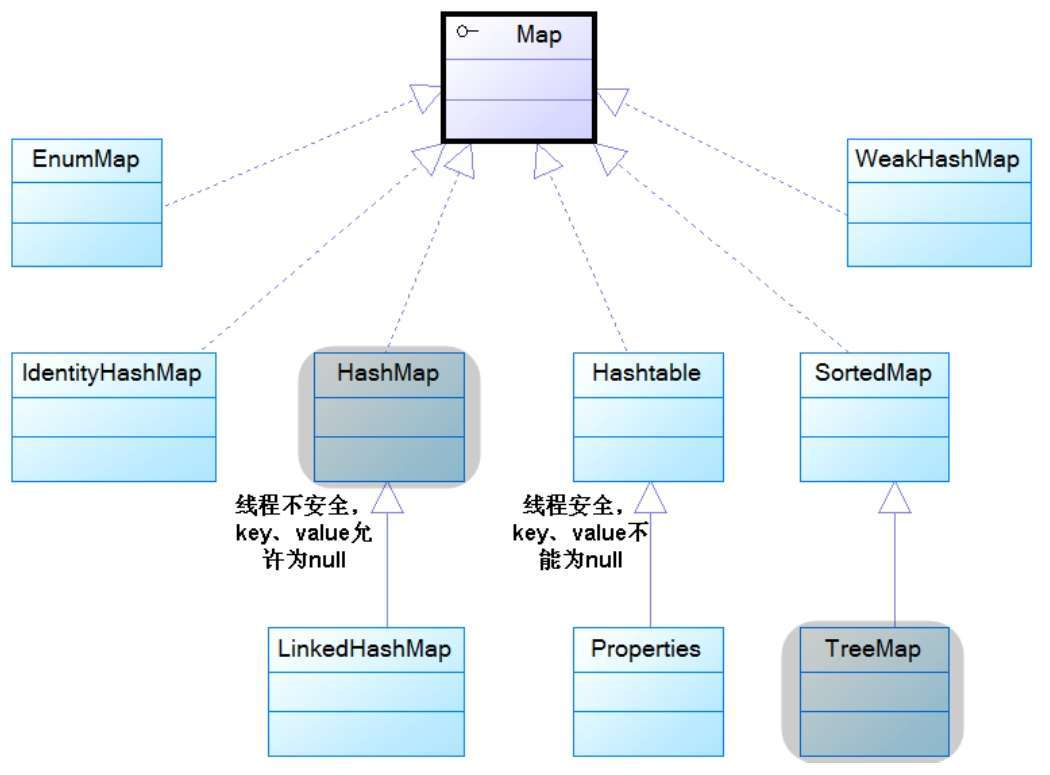 Map
EnumMap
WeakHashMap
IdentityHashMap
HashMap
Hashtable
SortedMap
线程不安全，
key、value允
许为null
线程安全，
key、value不
能为null
LinkedHashMap
Properties
TreeMap